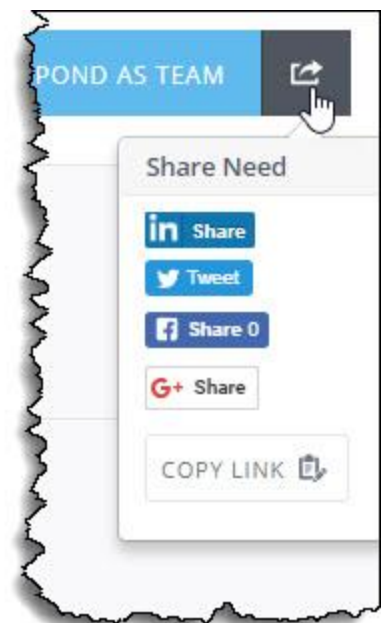 POND AS TEAM
Share Need
in Share
Tweet
Share 0
G+ Share
COPY LINK